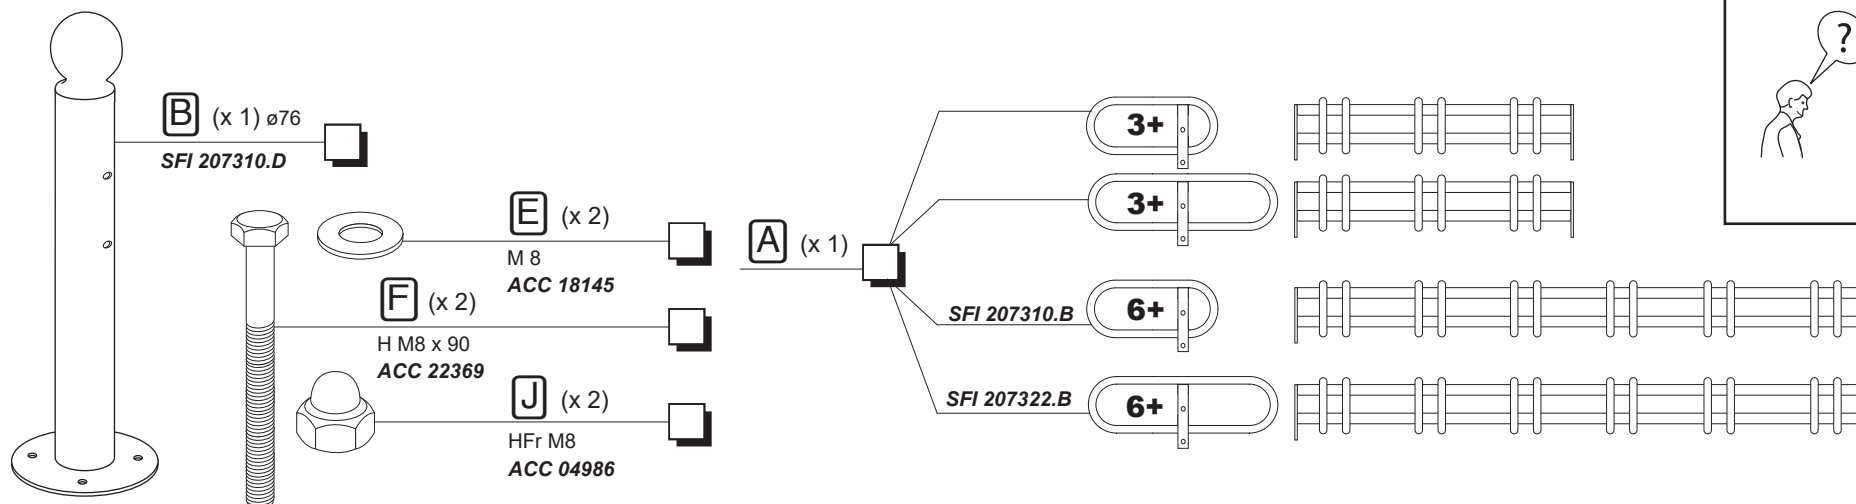 B (x 1) ø76
SFI 207310.D
E (x 2)
M 8
ACC 18145
F (x 2)
H M8 x 90
ACC 22369
J (x 2)
HFr M8
ACC 04986
A (x 1)
3+
3+
SFI 207310.B
6+
SFI 207322.B
6+
?